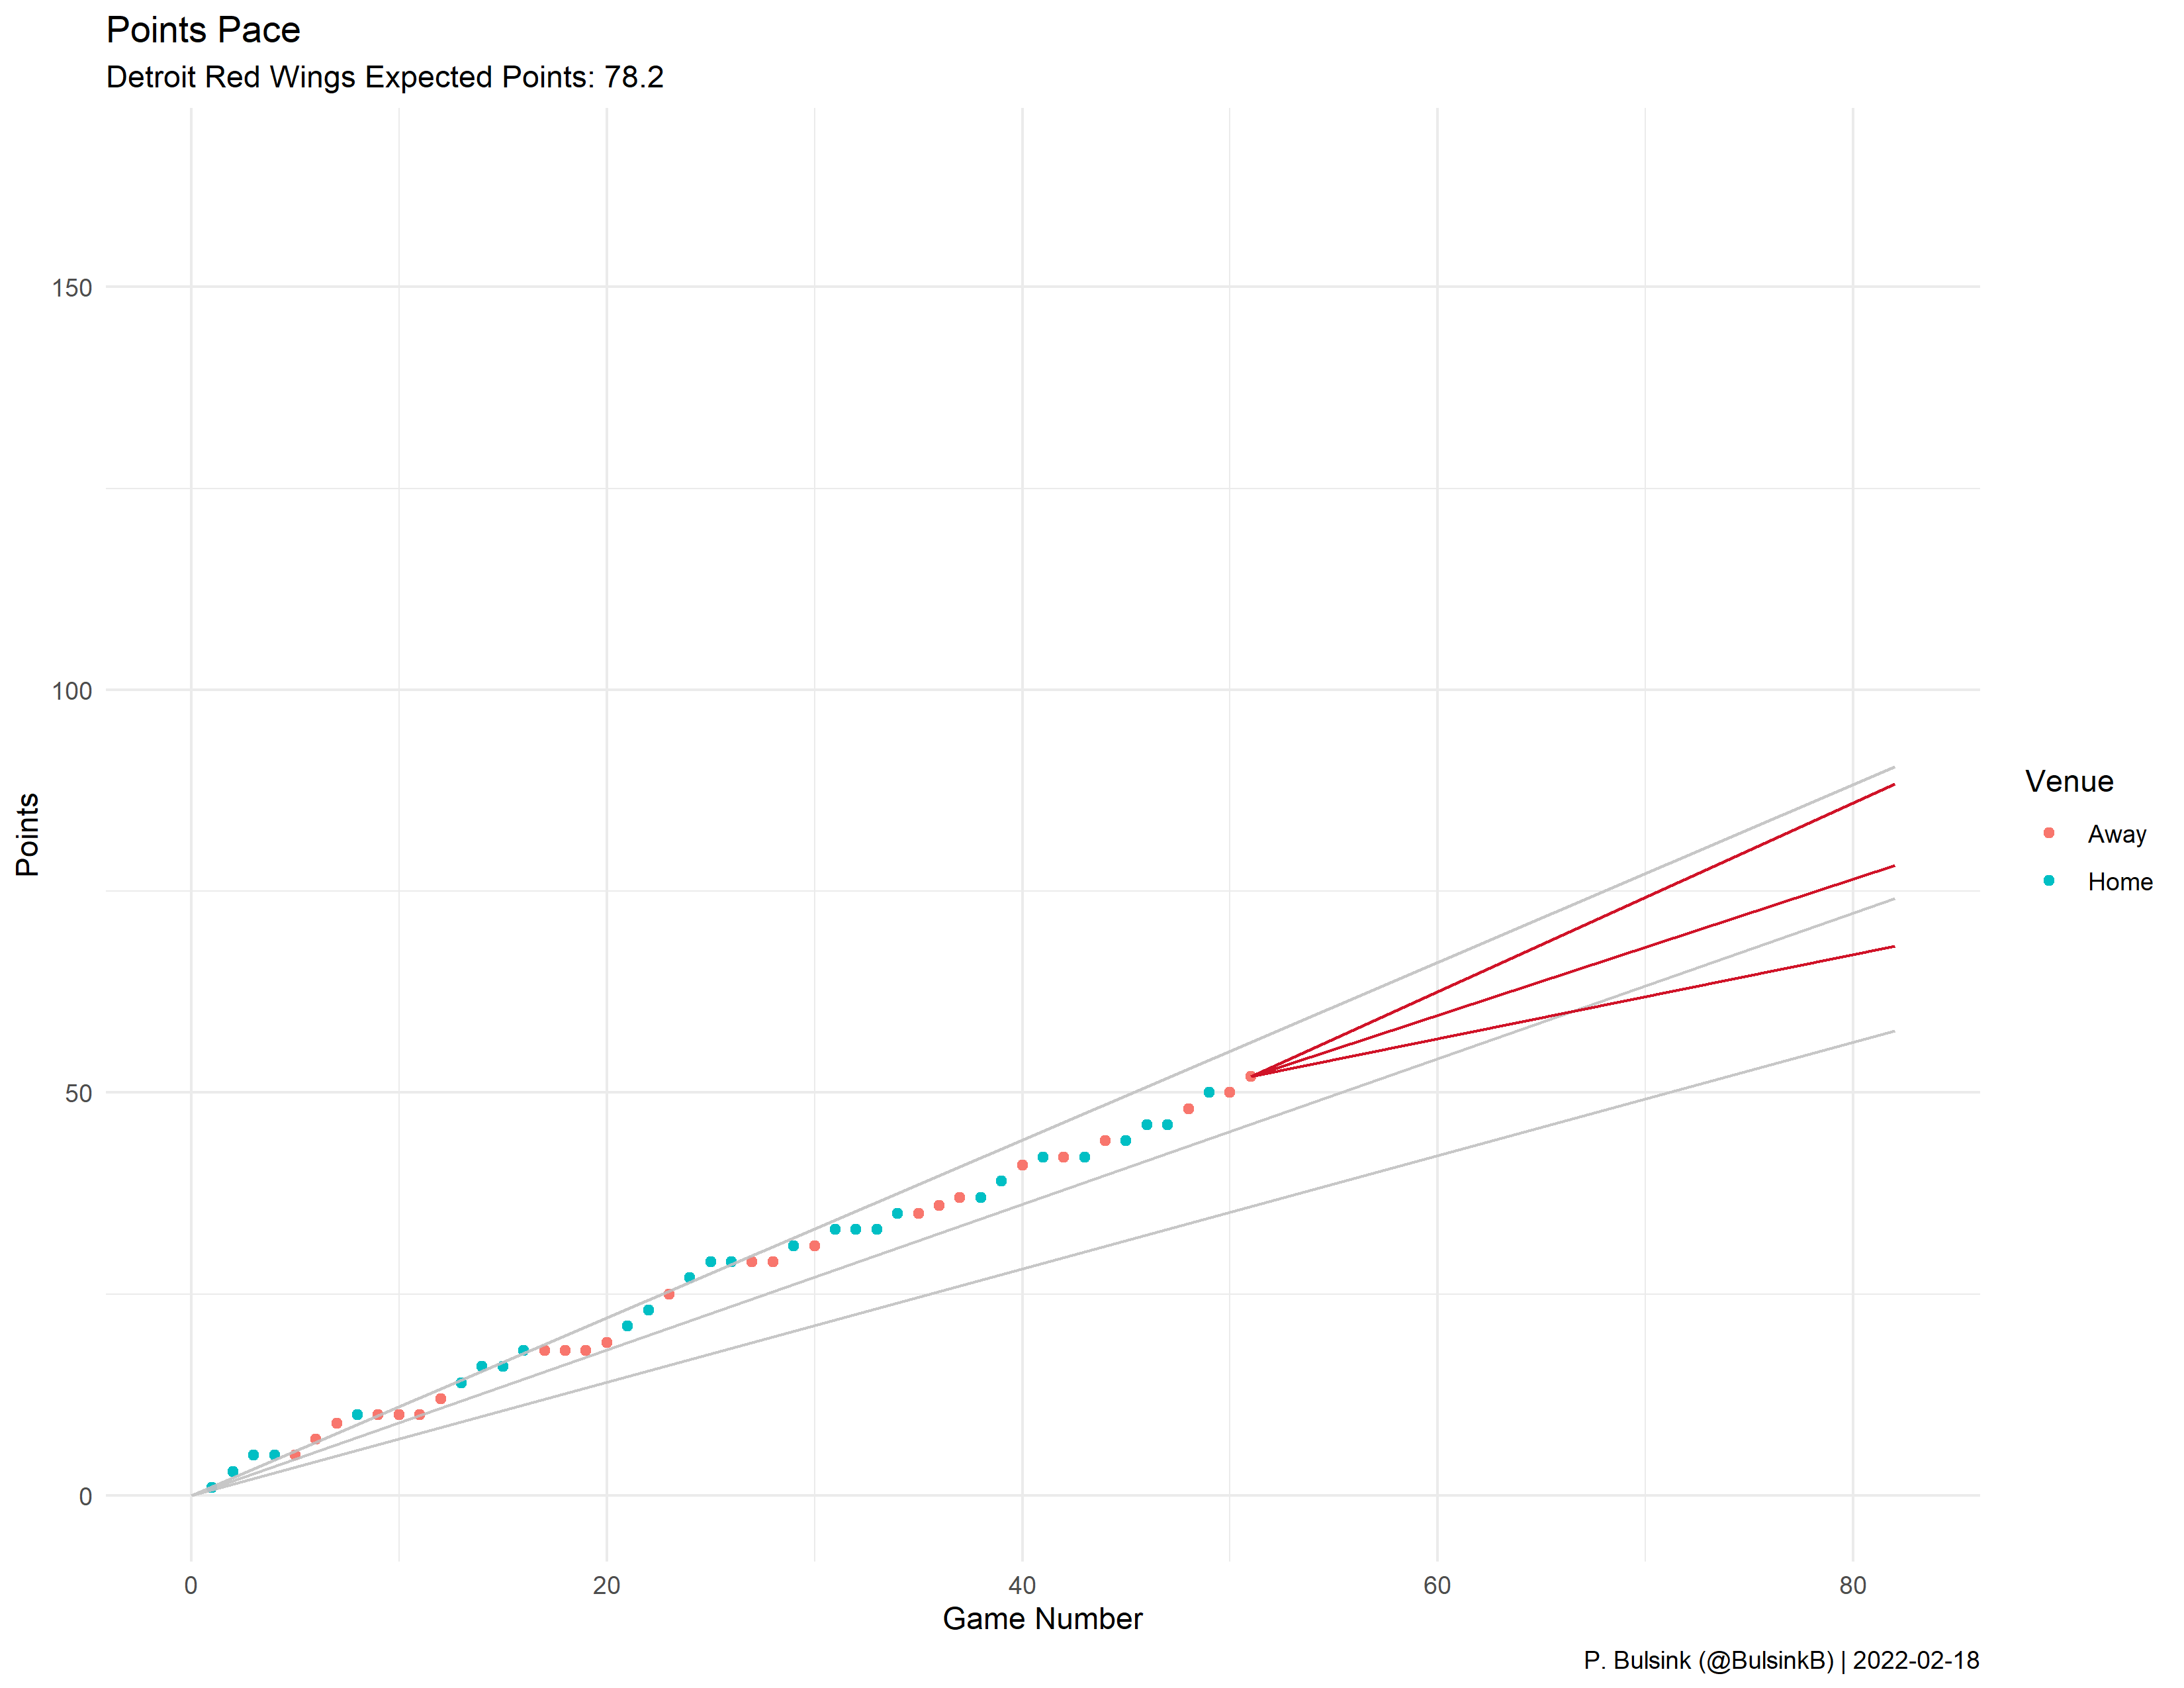 Points Pace
Detroit Red Wings Expected Points: 78.2
150
100
50
0
Points
0 20 40 60 80
Game Number
Venue
Away
Home
P. Bulsink (@BulsinkB) | 2022-02-18